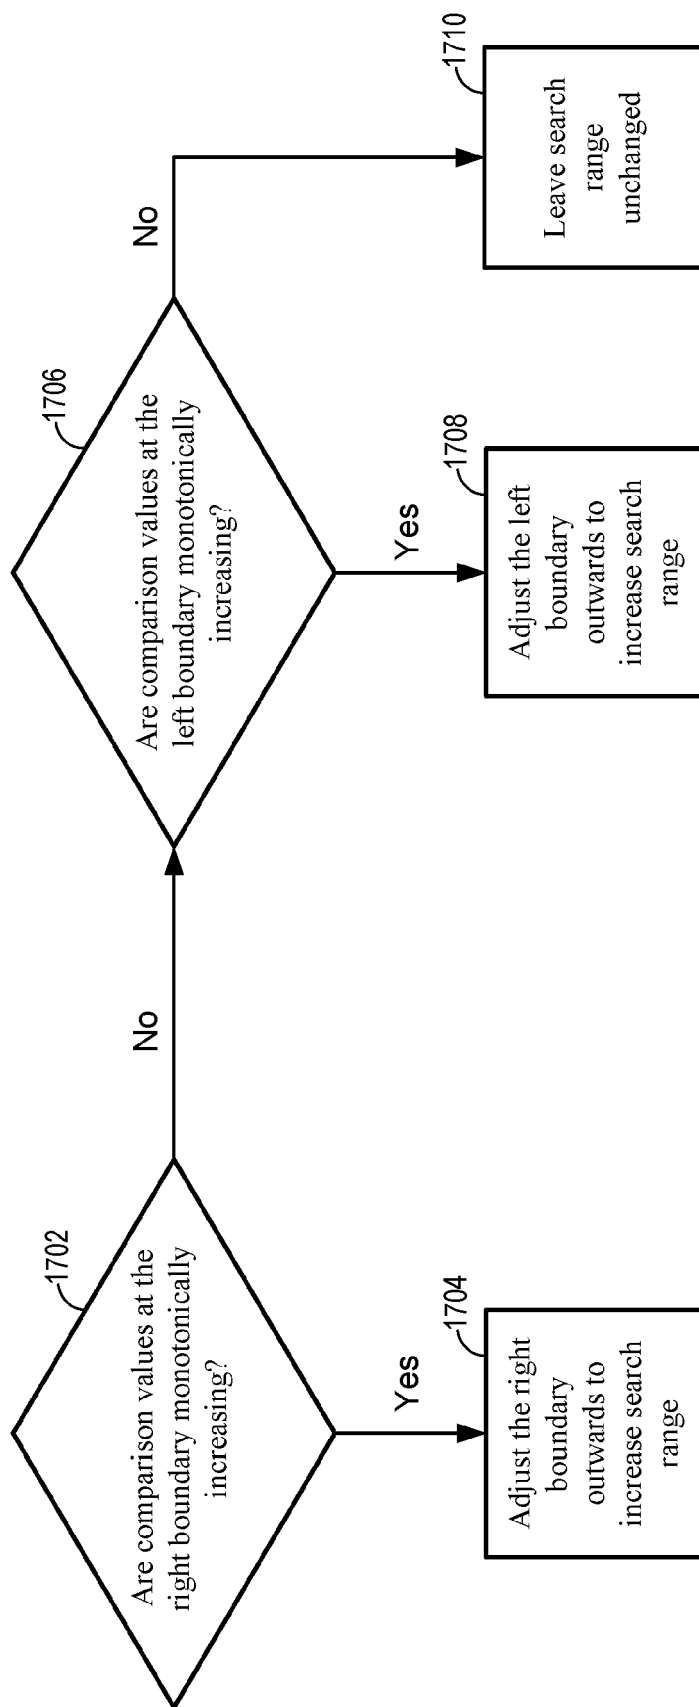 1702
Are comparison values at the
right boundary monotonically
increasing?
No
Yes
1704
Adjust the right
boundary
outwards to
increase search
range
1706
Are comparison values at the
left boundary monotonically
increasing?
No
Yes
1708
Adjust the left
boundary
outwards to
increase search
range
1710
Leave search
range
unchanged